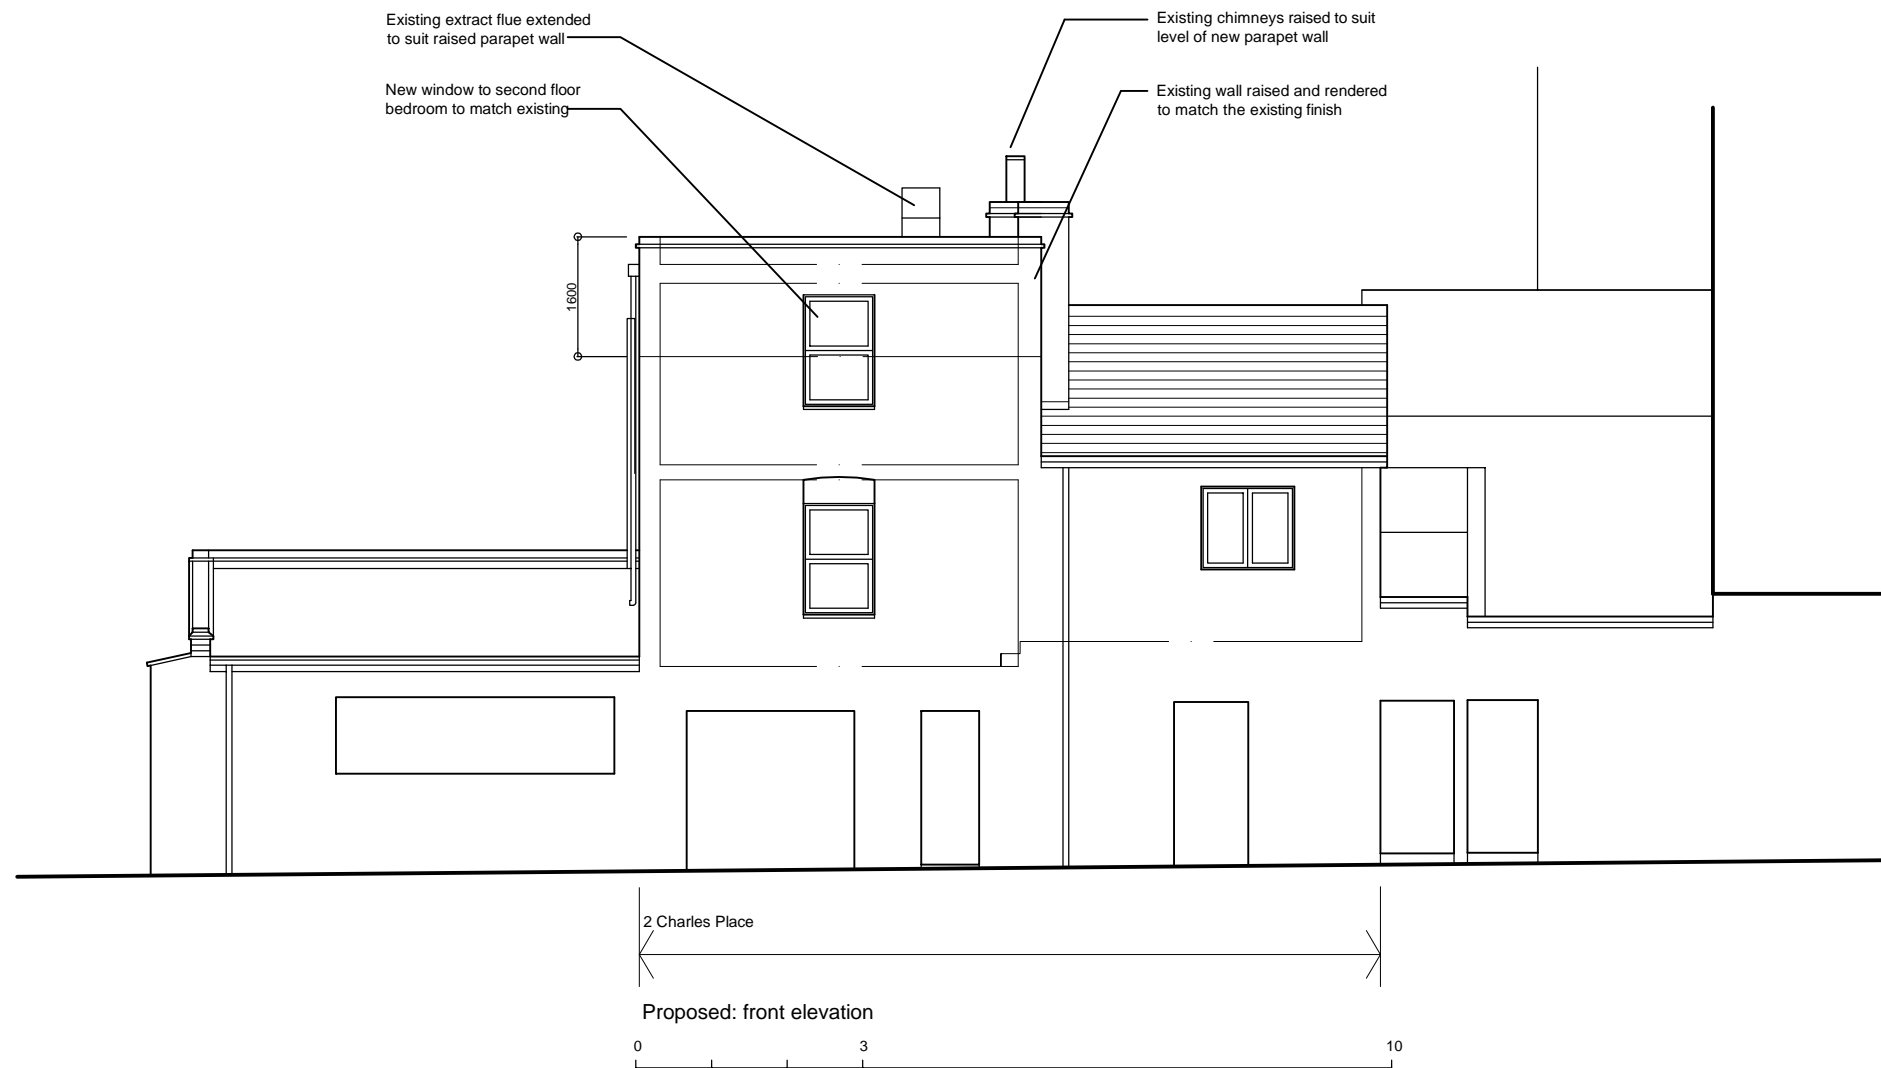 Existing extract flue extended
to suit raised parapet wall
Existing chimneys raised to suit
level of new parapet wall
New window to second floor
bedroom to match existing
Existing wall raised and rendered
to match the existing finish
1600
2 Charles Place
Proposed: front elevation
0 3 10